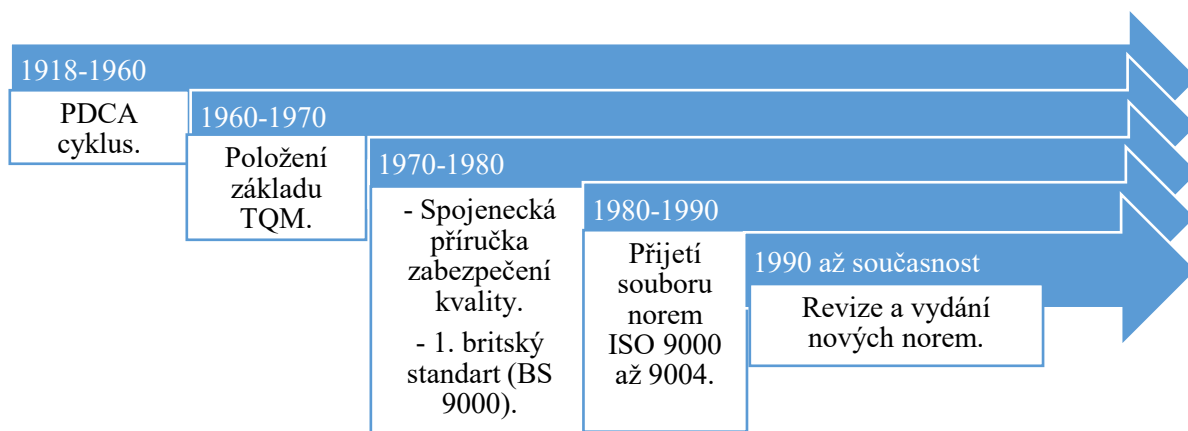 1918-1960
PDCA
cyklus.
1960-1970
Položení
základu
TQM.
1970-1980
- Spojenecká
příručka
zabezpečení
kvality.
- 1. britský
standart (BS
9000).
1980-1990
Přijetí
souboru
norem
ISO 9000
až 9004.
1990 až současnost
Revize a vydání
nových norem.